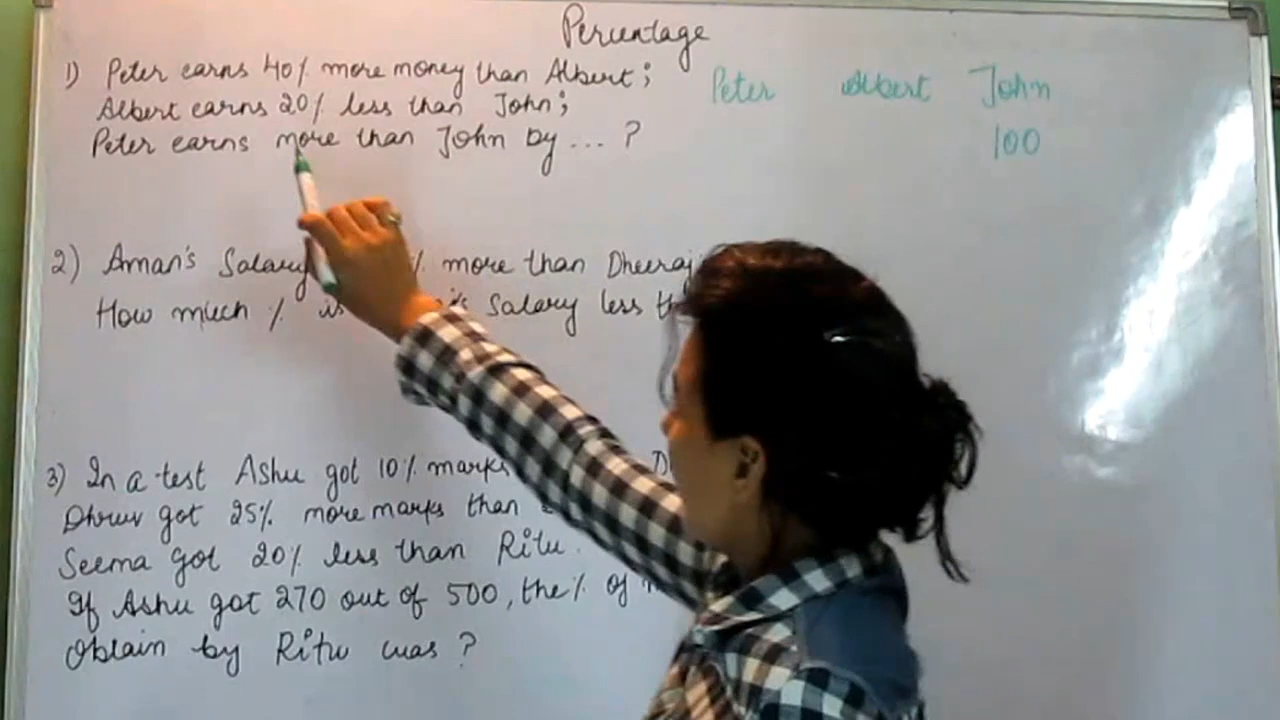 Percentage
1) Peter earns 40% more money than Albert;
Albert earns 20% less than John;
Peter earns more than John by ... ?
Peter Albert John
100
2) Aman's Salary % more than Dheeraj
How much % is Salary less
3) In a test Ashu got 10% marks
Dhruv got 25% more marks than
Seema got 20% less than Ritu.
If Ashu got 270 out of 500, the % of
Obtain by Ritu was ?